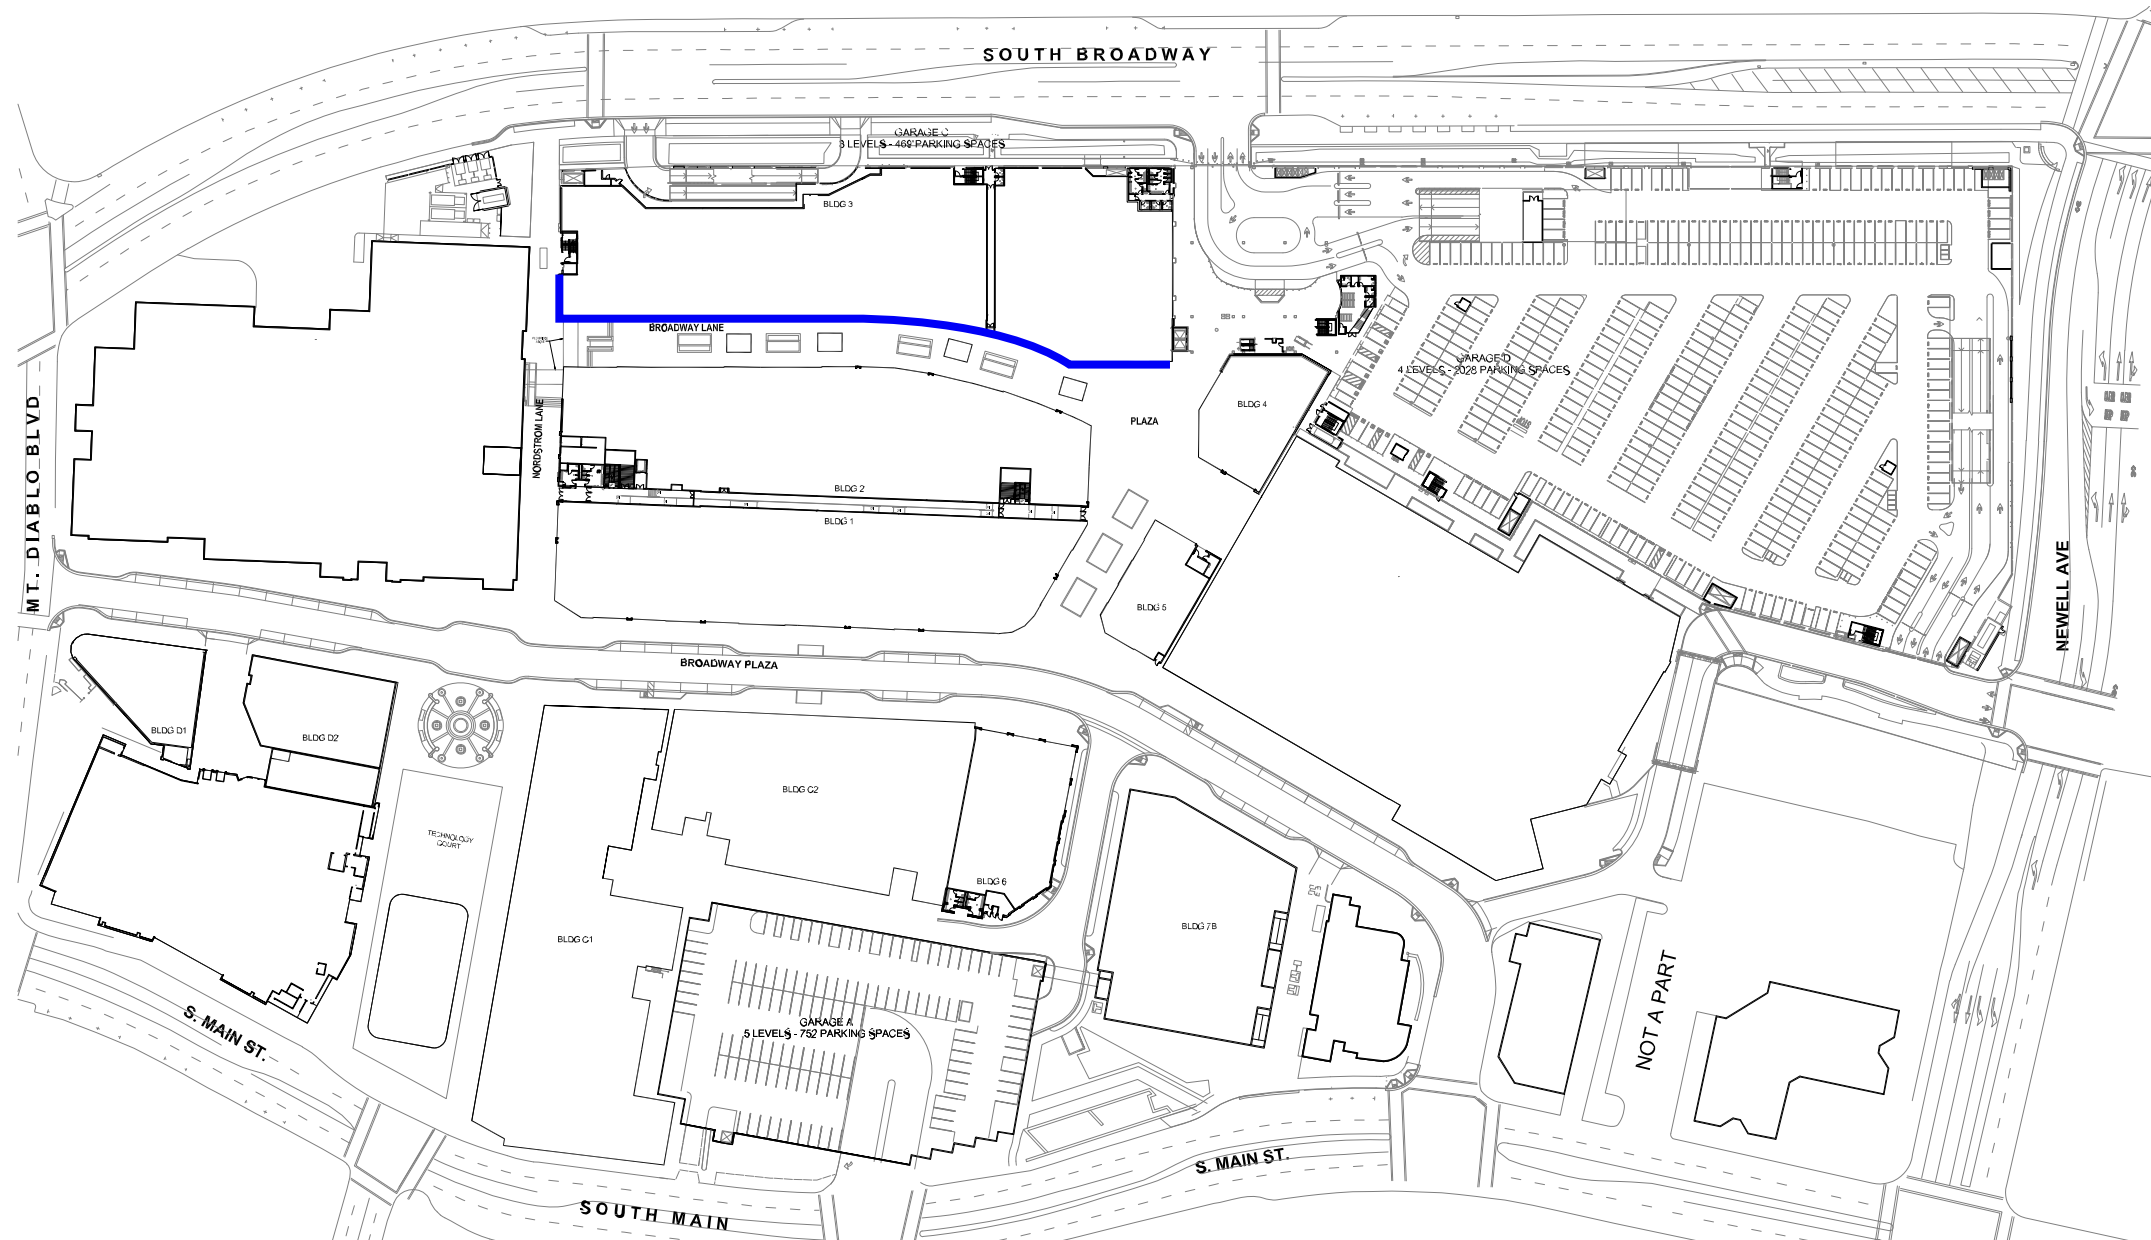 SOUTH BROADWAY
GARAGE C
3 LEVELS - 469 PARKING SPACES
BLDG 3
BROADWAY LANE
GARAGE D
4 LEVELS - 2028 PARKING SPACES
BLDG 4
PLAZA
MT. DIABLO BLVD
NORDSTROM LANE
BLDG 2
BLDG 1
STOP
NEWELL AVE
BLDG 5
BROADWAY PLAZA
BLDG D1
BLDG D2
BLDG C2
TECHNOLOGY
COURT
BLDG 6
BLDG C1
BLDG 7B
NOT A PART
GARAGE A
5 LEVELS - 752 PARKING SPACES
S. MAIN ST.
S. MAIN ST.
SOUTH MAIN